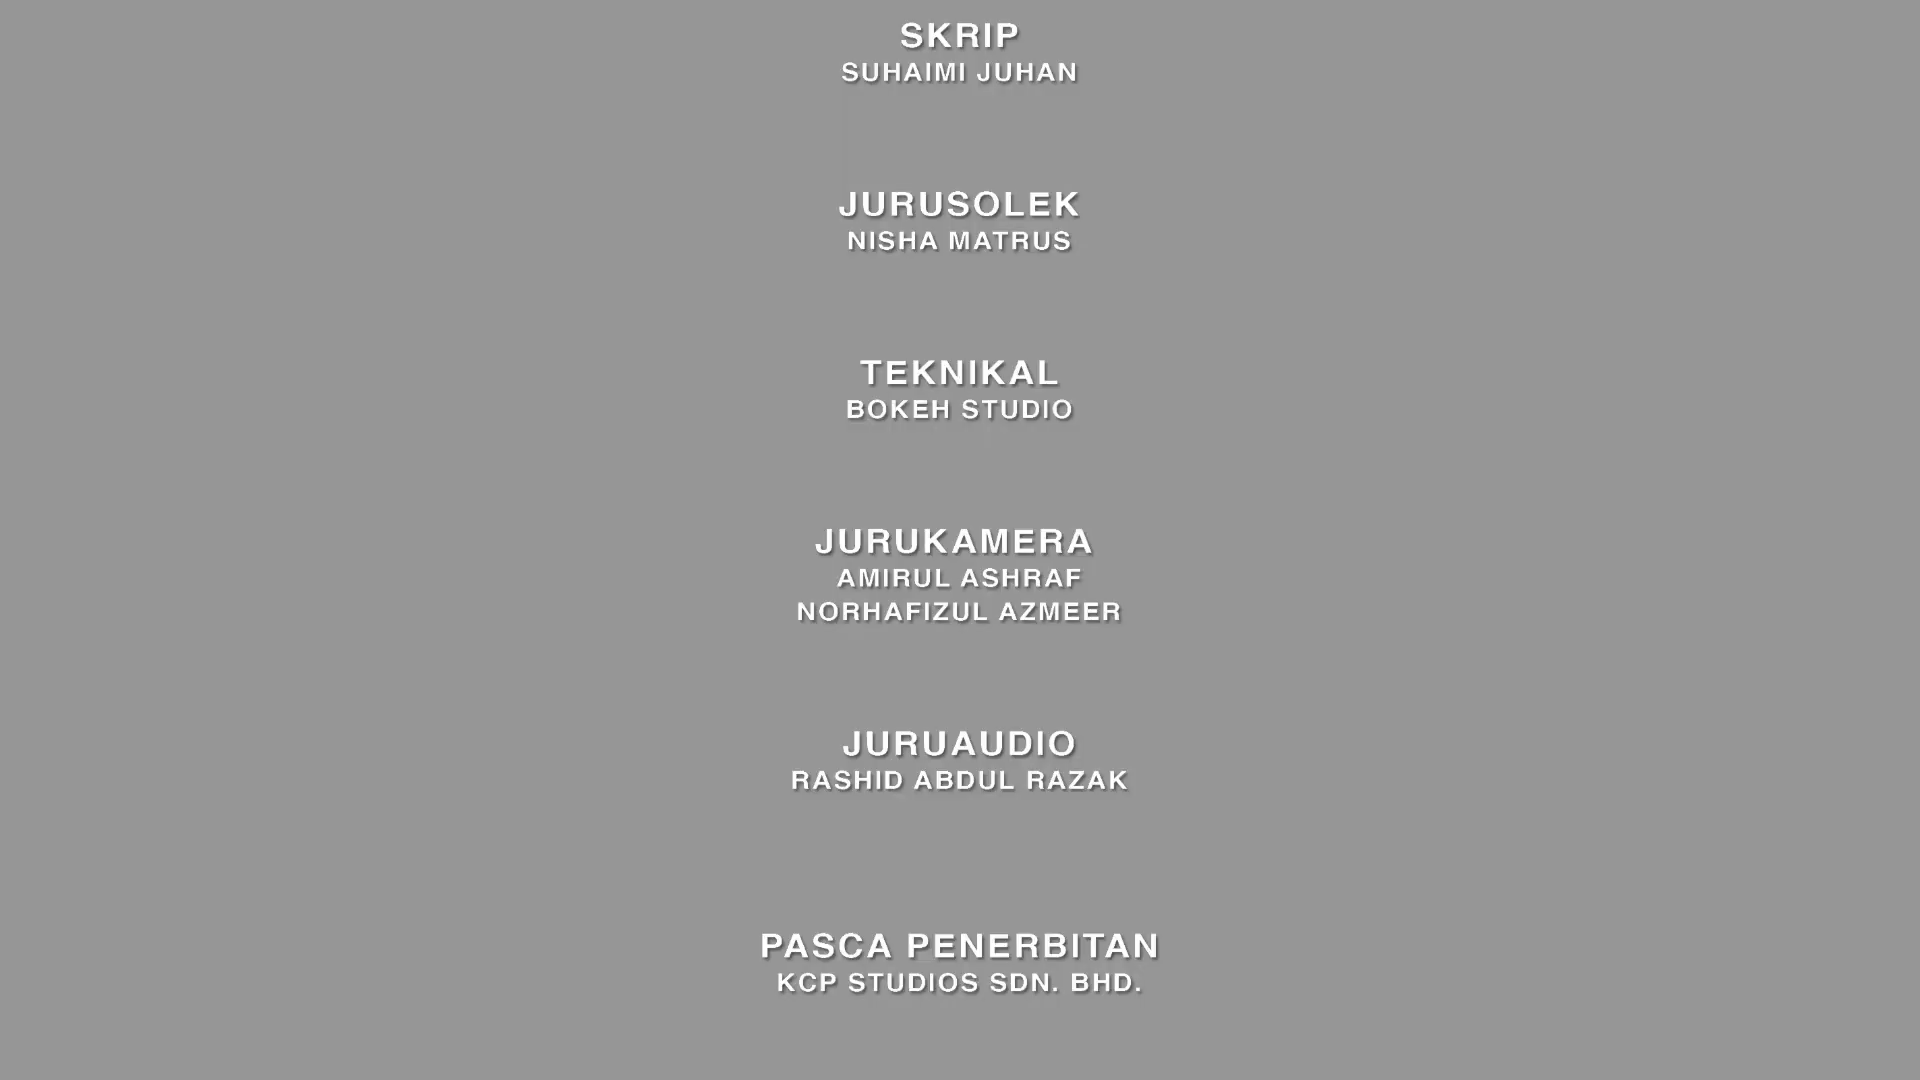 SKRIP
SUHAIMI JUHAN
JURUSOLEK
NISHA MATRUS
TEKNIKAL
BOKEH STUDIO
JURUKAMERA
AMIRUL ASHRAF
NORHAFIZUL AZMEER
JURUAUDIO
RASHID ABDUL RAZAK
PASCA PENERBITAN
KCP STUDIOS SDN. BHD.